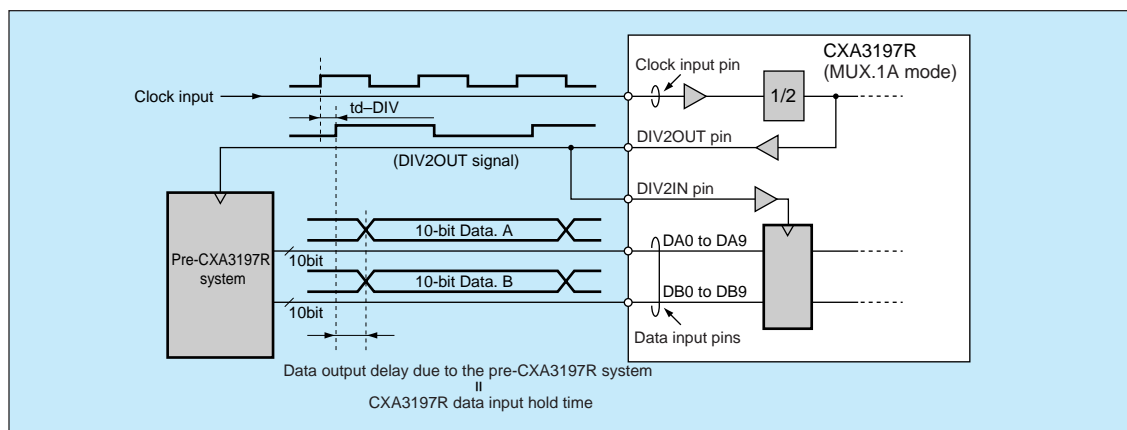 CXA3197R
(MUX.1A mode)
Clock input pin
Clock input
1/2
td–DIV
DIV2OUT pin
(DIV2OUT signal)
DIV2IN pin
10-bit Data. A
DA0 to DA9
Pre-CXA3197R
system
10bit
10-bit Data. B
DB0 to DB9
10bit
Data input pins
Data output delay due to the pre-CXA3197R system
=
CXA3197R data input hold time